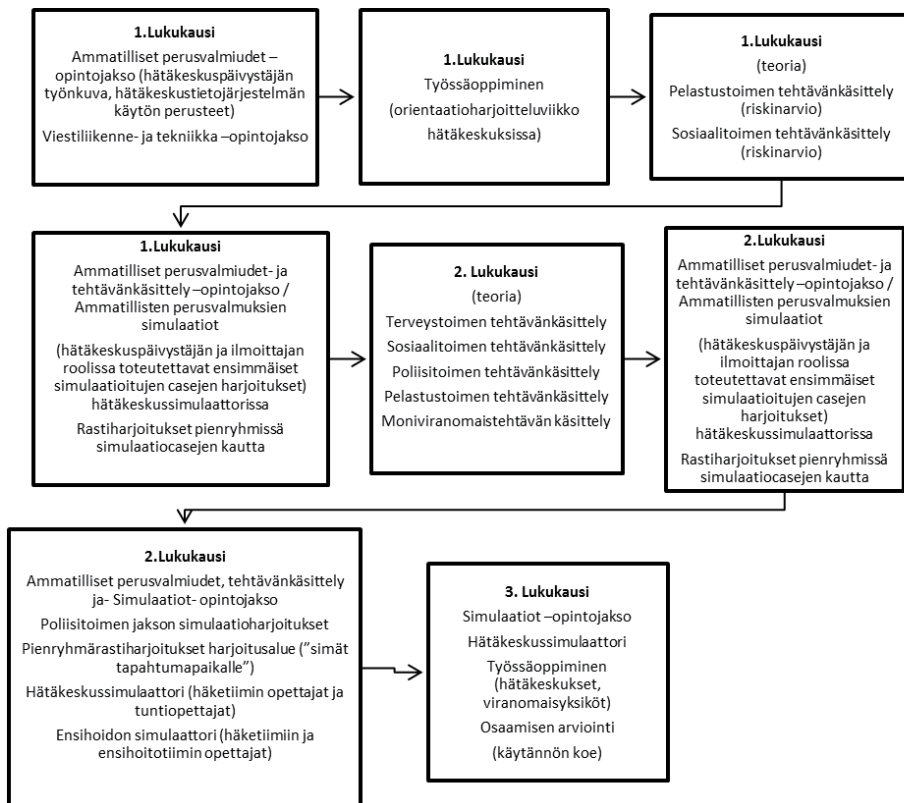 1.Lukukausi
Ammatilliset perusvalmiudet –
opintojakso (hätäkeskuspäivystäjän
työnkuva, hätäkeskustietojärjestelmän
käytön perusteet)
Viestiliikenne- ja tekniikka –opintojakso
1.Lukukausi
Työssäoppiminen
(orientaatioharjoitteluviikko
hätäkeskuksissa)
1.Lukukausi
(teoria)
Pelastustoimen tehtävänkäsittely
(riskinarvio)
Sosiaalitoimen tehtävänkäsittely
(riskinarvio)
1.Lukukausi
Ammatilliset perusvalmiudet- ja
tehtävänkäsittely –opintojakso /
Ammatillisten perusvalmuksien
simulaatiot
(hätäkeskuspäivystäjän ja ilmoittajan
roolissa toteutettavat ensimmäiset
simulaatioitujen casejen harjoitukset)
hätäkeskussimulaattorissa
Rastiharjoitukset pienryhmissä
simulaatiocasejen kautta
2. Lukukausi
(teoria)
Terveystoimen tehtävänkäsittely
Sosiaalitoimen tehtävänkäsittely
Poliisitoimen tehtävänkäsittely
Pelastustoimen tehtävänkäsittely
Moniviranomaistehtävän käsittely
2.Lukukausi
Ammatilliset perusvalmiudet- ja
tehtävänkäsittely –opintojakso
/ Ammatillisten perusvalmuksien
simulaatiot
(hätäkeskuspäivystäjän ja
ilmoittajan roolissa
toteutettavat ensimmäiset
simulaatioitujen casejen
harjoitukset)
hätäkeskussimulaattorissa
Rastiharjoitukset pienryhmissä
simulaatiocasejen kautta
2.Lukukausi
Ammatilliset perusvalmiudet, tehtävänkäsittely
ja- Simulaatiot- opintojakso
Poliisitoimen jakson simulaatioharjoitukset
Pienryhmärastiharjoitukset harjoitusalue (”simät
tapahtumapaikalle”)
Hätäkeskussimulaattori (häketiimin opettajat ja
tuntiopettajat)
Ensihoidon simulaattori (häketiimiin ja
ensihoitotiimin opettajat)
3. Lukukausi
Simulaatiot –opintojakso
Hätäkeskussimulaattori
Työssäoppiminen
(hätäkeskukset,
viranomaisyksiköt)
Osaamisen arviointi
(käytännön koe)